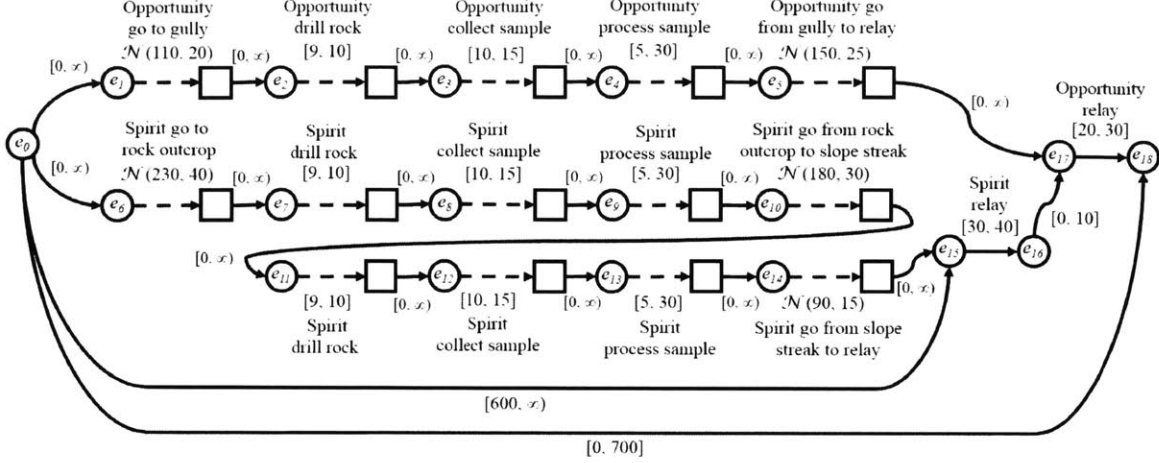 Opportunity go to gully
N (110, 20)
Opportunity drill rock
[9, 10]
Opportunity collect sample
[10, 15]
Opportunity process sample
[5, 30]
Opportunity go from gully to relay
N (150, 25)
[0, ∞)
e1
[0, ∞)
e2
[0, ∞)
e3
[0, ∞)
e4
[0, ∞)
e5
[0, ∞)
Opportunity relay
[20, 30]
e0
e17
e18
Spirit go to rock outcrop
N (230, 40)
Spirit drill rock
[9, 10]
Spirit collect sample
[10, 15]
Spirit process sample
[5, 30]
Spirit go from rock outcrop to slope streak
N (180, 30)
[0, ∞)
e6
[0, ∞)
e7
[0, ∞)
e8
[0, ∞)
e9
[0, ∞)
e10
Spirit relay
[30, 40]
[0, 10]
e15
e16
[0, ∞)
e11
[0, ∞)
e12
[0, ∞)
e13
[0, ∞)
e14
[0, ∞)
[9, 10]
Spirit drill rock
[10, 15]
Spirit collect sample
[5, 30]
Spirit process sample
N (90, 15)
Spirit go from slope streak to relay
[600, ∞)
[0, 700]